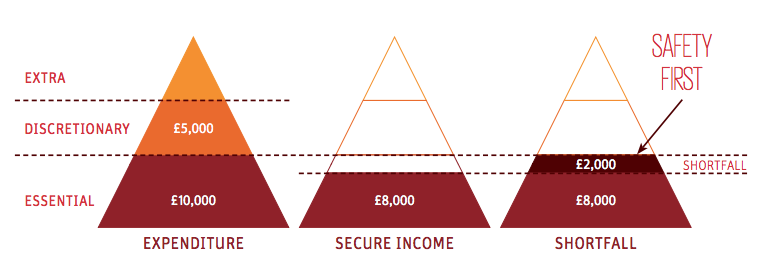 SAFETY
FIRST
EXTRA
DISCRETIONARY
£5,000
£2,000
SHORTFALL
ESSENTIAL
£10,000
£8,000
£8,000
EXPENDITURE
SECURE INCOME
SHORTFALL